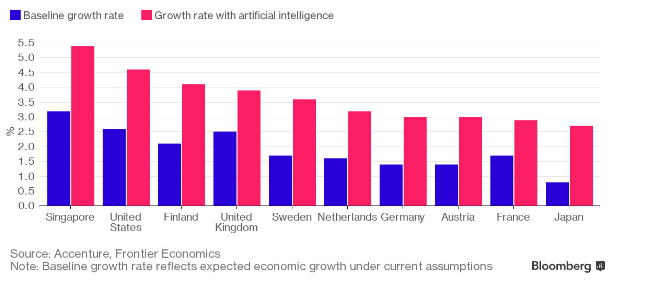 Baseline growth rate Growth rate with artificial intelligence
5.5
5.0
4.5
4.0
3.5
3.0
2.5
2.0
1.5
1.0
0.5
0.0
%
Singapore United States Finland United Kingdom Sweden Netherlands Germany Austria France Japan
Source: Accenture, Frontier Economics
Note: Baseline growth rate reflects expected economic growth under current assumptions
Bloomberg